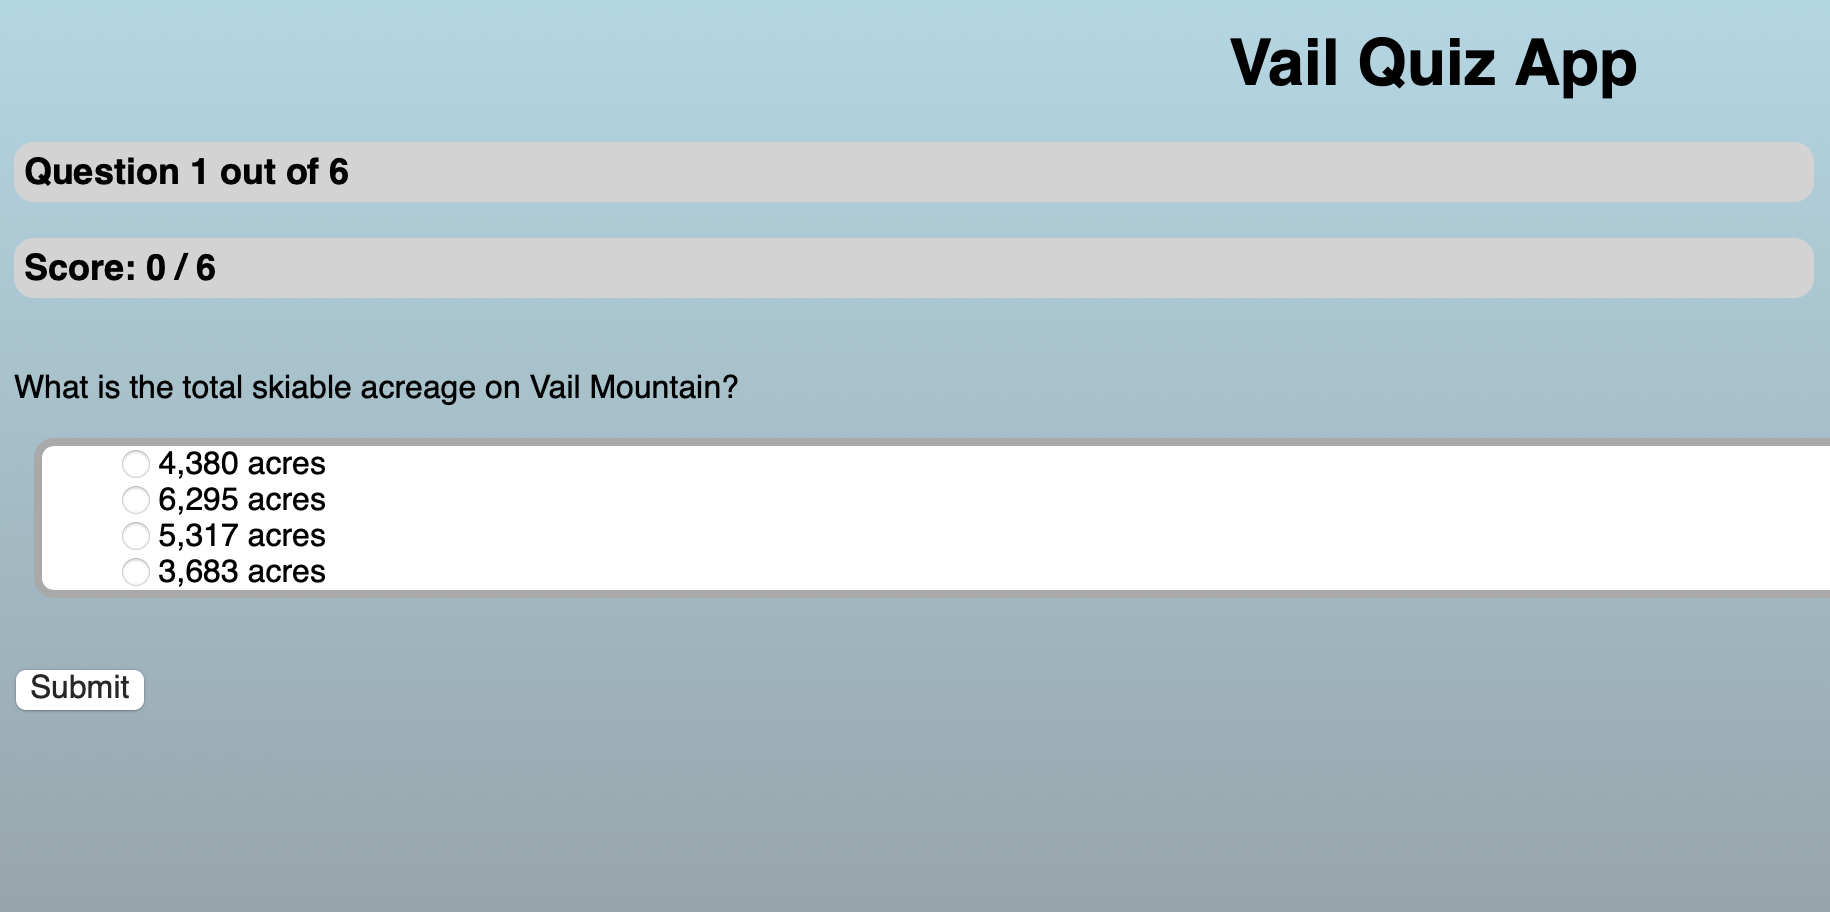 Vail Quiz App
Question 1 out of 6
Score: 0 / 6
What is the total skiable acreage on Vail Mountain?
4,380 acres
6,295 acres
5,317 acres
3,683 acres
Submit